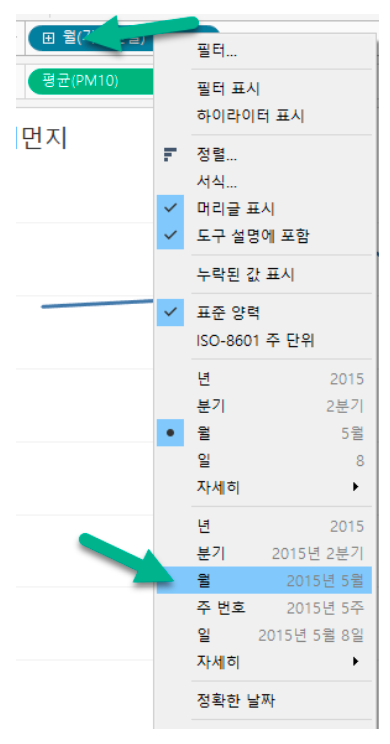 월(
평균(PM10)
먼지
필터...
필터 표시
하이라이터 표시
정렬...
서식...
머리글 표시
도구 설명에 포함
누락된 값 표시
표준 양력
ISO-8601 주 단위
년 2015
분기 2분기
월 5월
일 8
자세히
년 2015
분기 2015년 2분기
월 2015년 5월
주 번호 2015년 5주
일 2015년 5월 8일
자세히
정확한 날짜